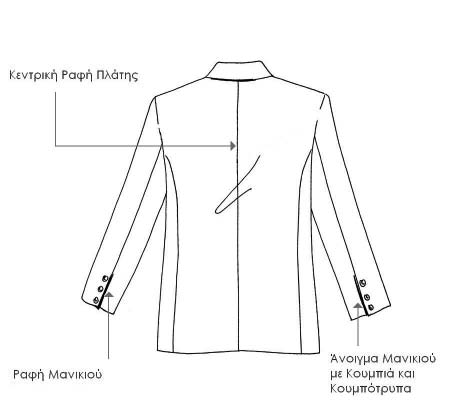 Κεντρική Ραφή Πλάτης
Ραφή Μανικιού
Άνοιγμα Μανικιού
με Κουμπιά και
Κουμπότρυπα